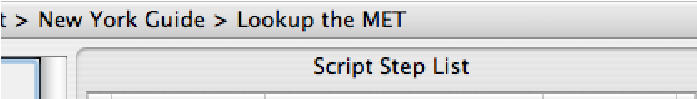 t > New York Guide > Lookup the MET
Script Step List